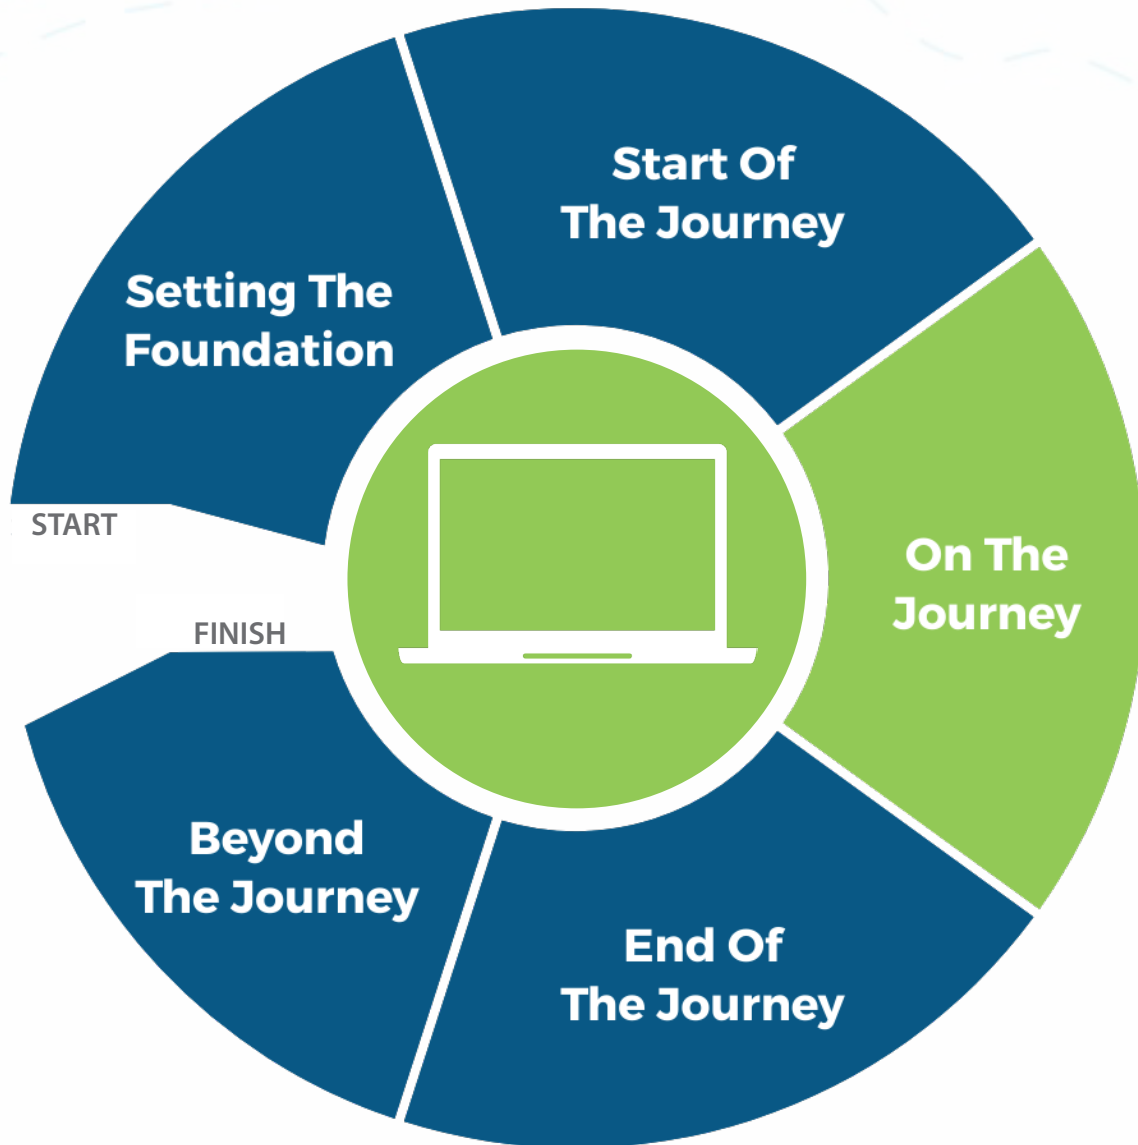 Start Of
The Journey
Setting The
Foundation
START
On The
Journey
FINISH
Beyond
The Journey
End Of
The Journey